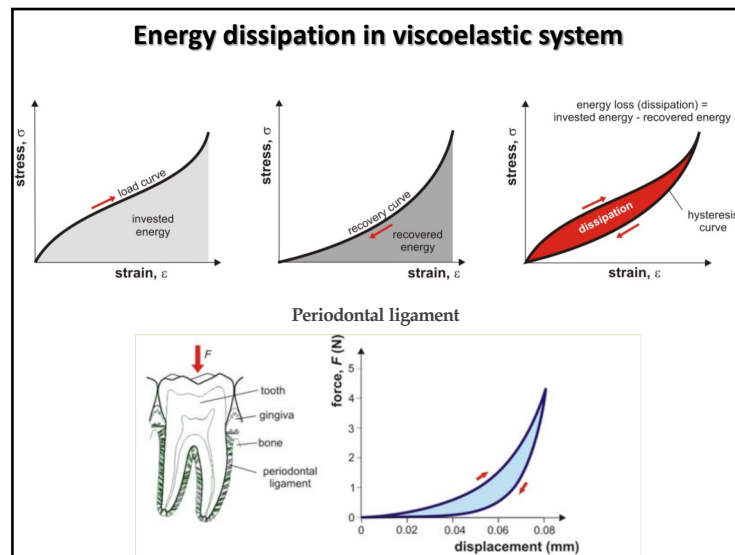 Energy dissipation in viscoelastic system
stress, σ
load curve
invested
energy
strain, ε
stress, σ
recovery curve
recovered
energy
strain, ε
energy loss (dissipation) =
invested energy - recovered energy
stress, σ
dissipation
hysteresis
curve
strain, ε
Periodontal ligament
F
tooth
gingiva
bone
periodontal
ligament
force, F (N)
5
4
3
2
1
0
0
0.02
0.04
0.06
0.08
displacement (mm)